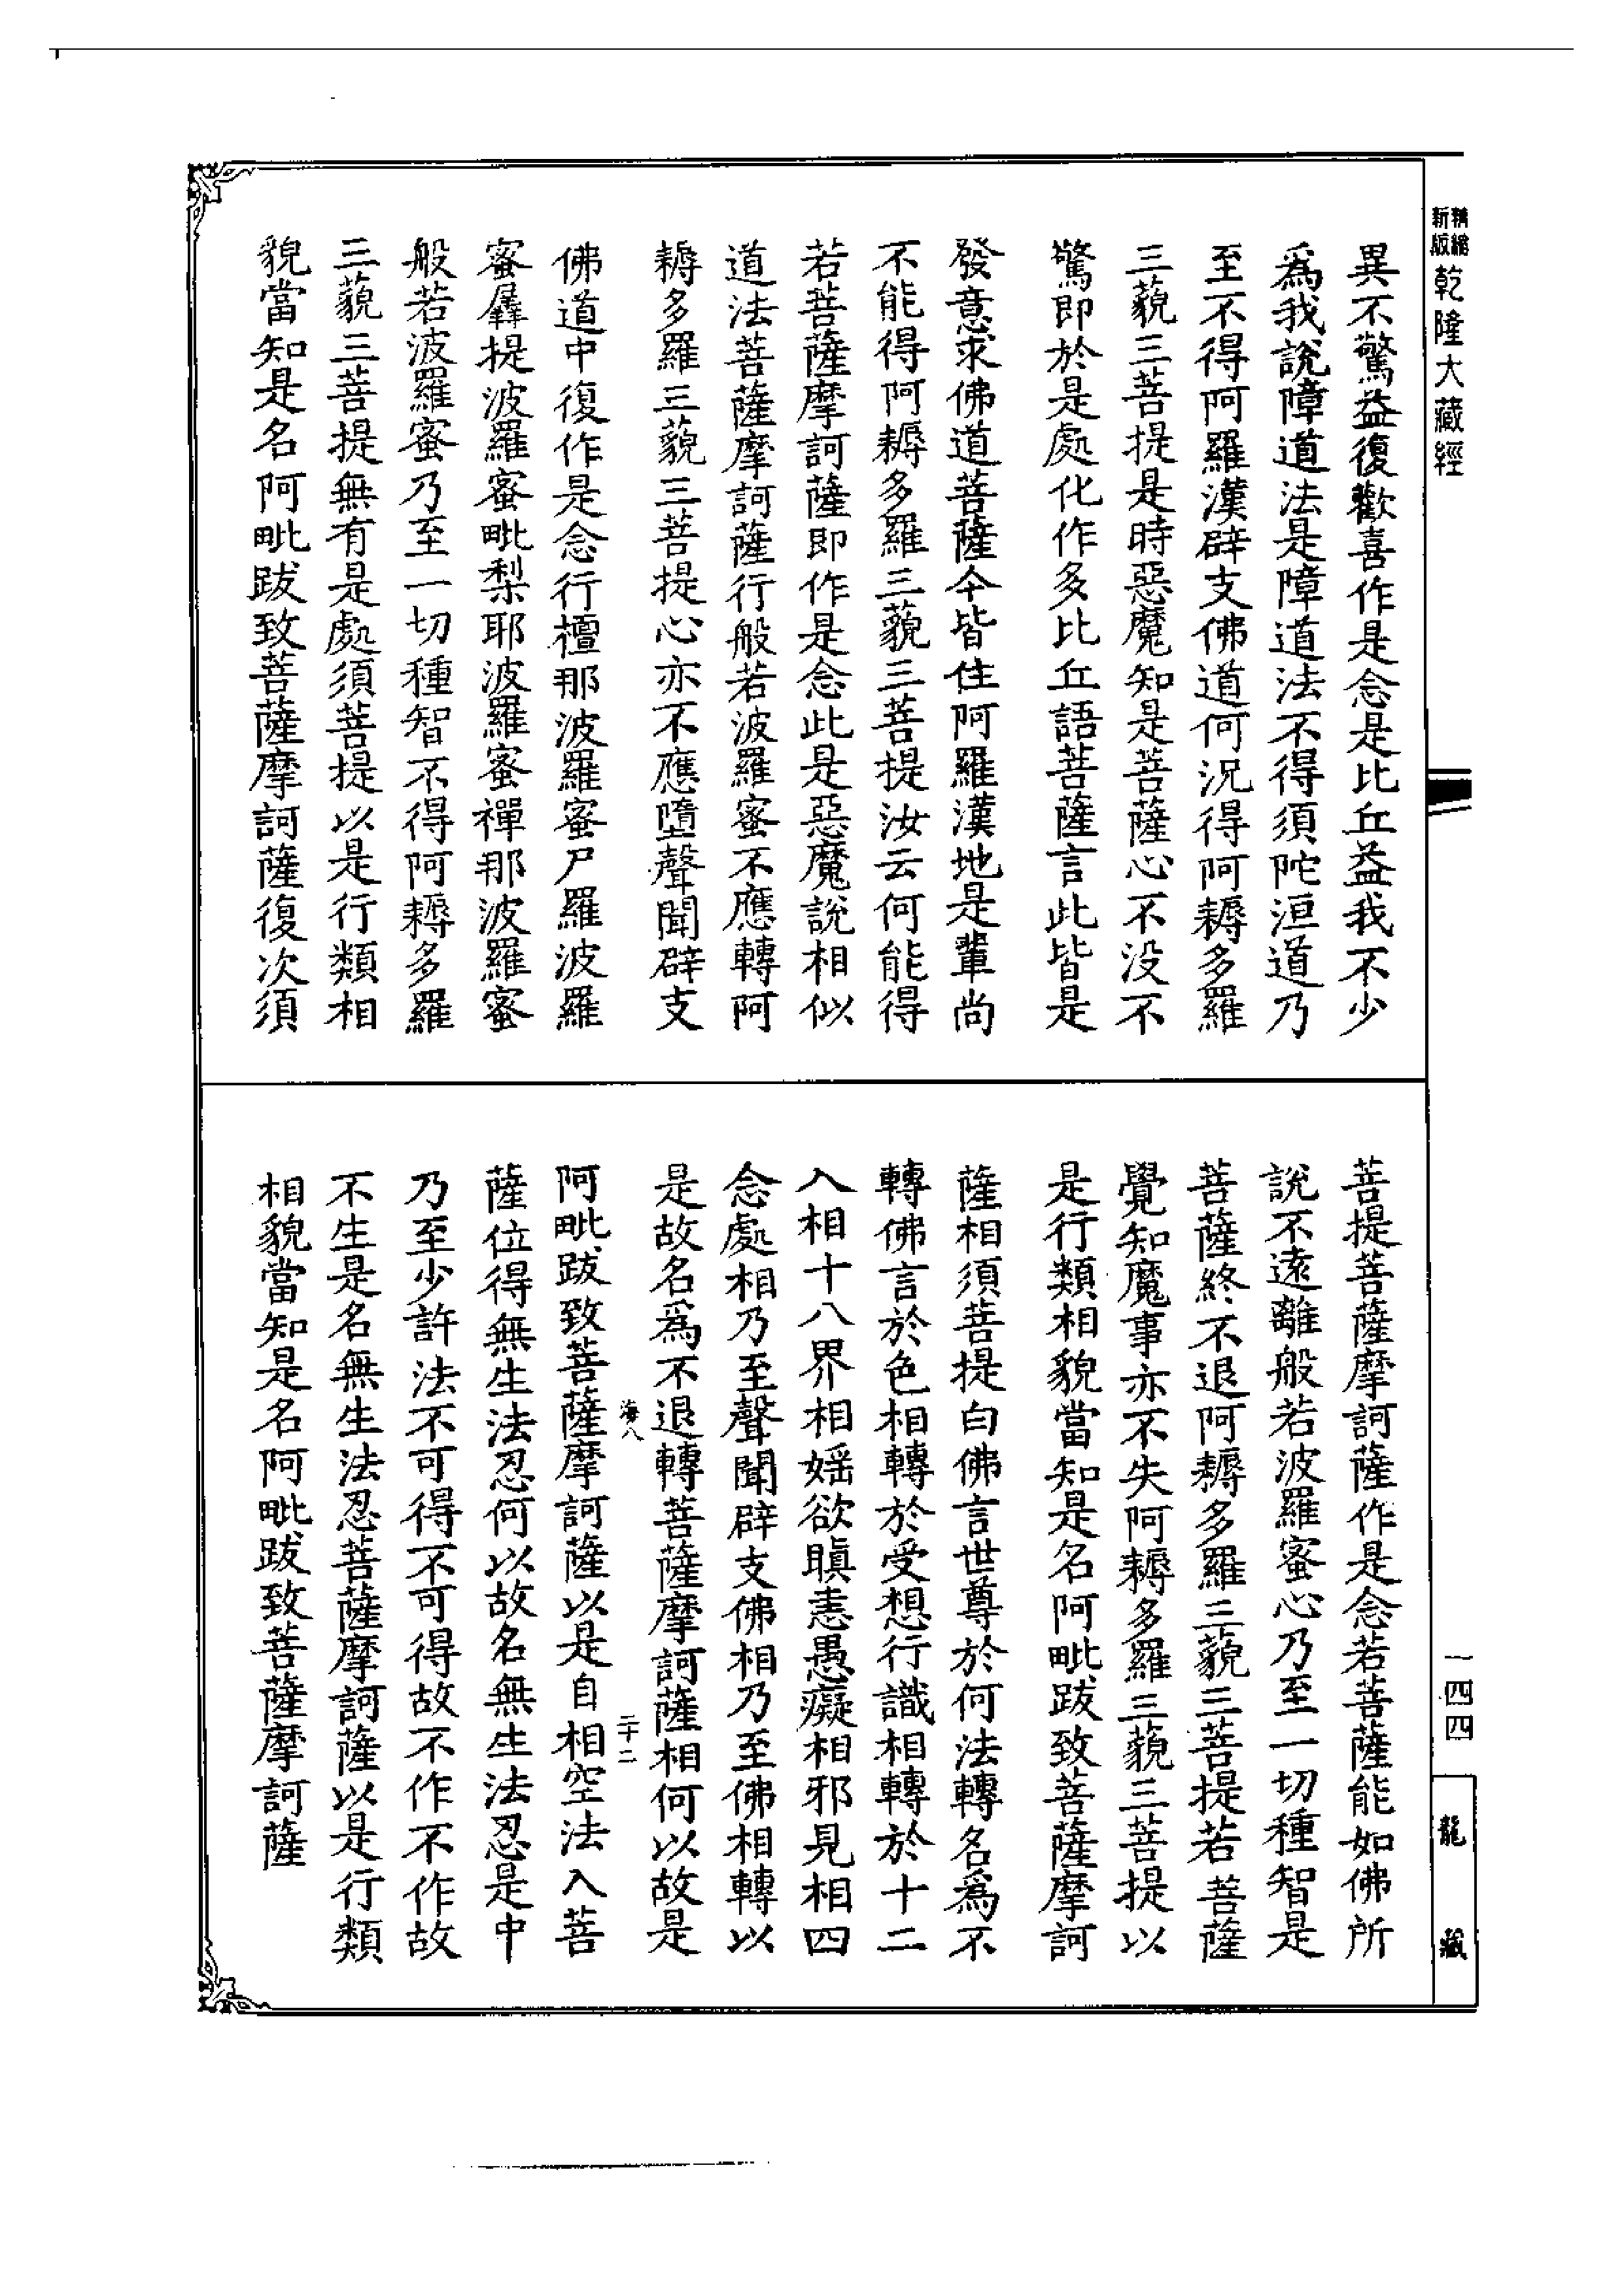 精縮新版乾隆大藏經
異不驚益復歡喜作是念是比丘益我不少
爲我說障道法是障道法不得須陀洹道乃
至不得阿羅漢辟支佛道何況得阿耨多羅
三藐三菩提是時惡魔知是菩薩心不没不
驚即於是處化作多比丘語菩薩言此皆是
發意求佛道菩薩今皆住阿羅漢地是輩尚
不能得阿耨多羅三藐三菩提汝云何能得
若菩薩摩訶薩即作是念此是惡魔說相似
道法菩薩摩訶薩行般若波羅蜜不應轉阿
耨多羅三藐三菩提心亦不應墮聲聞辟支
佛道中復作是念行檀那波羅蜜尸羅波羅
蜜羼提波羅蜜毗梨耶波羅蜜禪那波羅蜜
般若波羅蜜乃至一切種智不得阿耨多羅
三藐三菩提無有是處須菩提以是行類相
貌當知是名阿毗跋致菩薩摩訶薩復次須
菩提菩薩摩訶薩作是念若菩薩能如佛所
說不遠離般若波羅蜜心乃至一切種智是
菩薩終不退阿耨多羅三藐三菩提若菩薩
覺知魔事亦不失阿耨多羅三藐三菩提以
是行類相貌當知是名阿毗跋致菩薩摩訶
薩相須菩提白佛言世尊於何法轉名爲不
轉佛言於色相轉於受想行識相轉於十二
入相十八界相婬欲瞋恚愚癡相邪見相四
念處相乃至聲聞辟支佛相乃至佛相轉以
是故名爲不退轉菩薩摩訶薩相何以故是
海八 二十二
阿毗跋致菩薩摩訶薩以是自相空法入菩
薩位得無生法忍何以故名無生法忍是中
乃至少許法不可得不可得故不作不作故
不生是名無生法忍菩薩摩訶薩以是行類
相貌當知是名阿毗跋致菩薩摩訶薩
一四四
龍藏